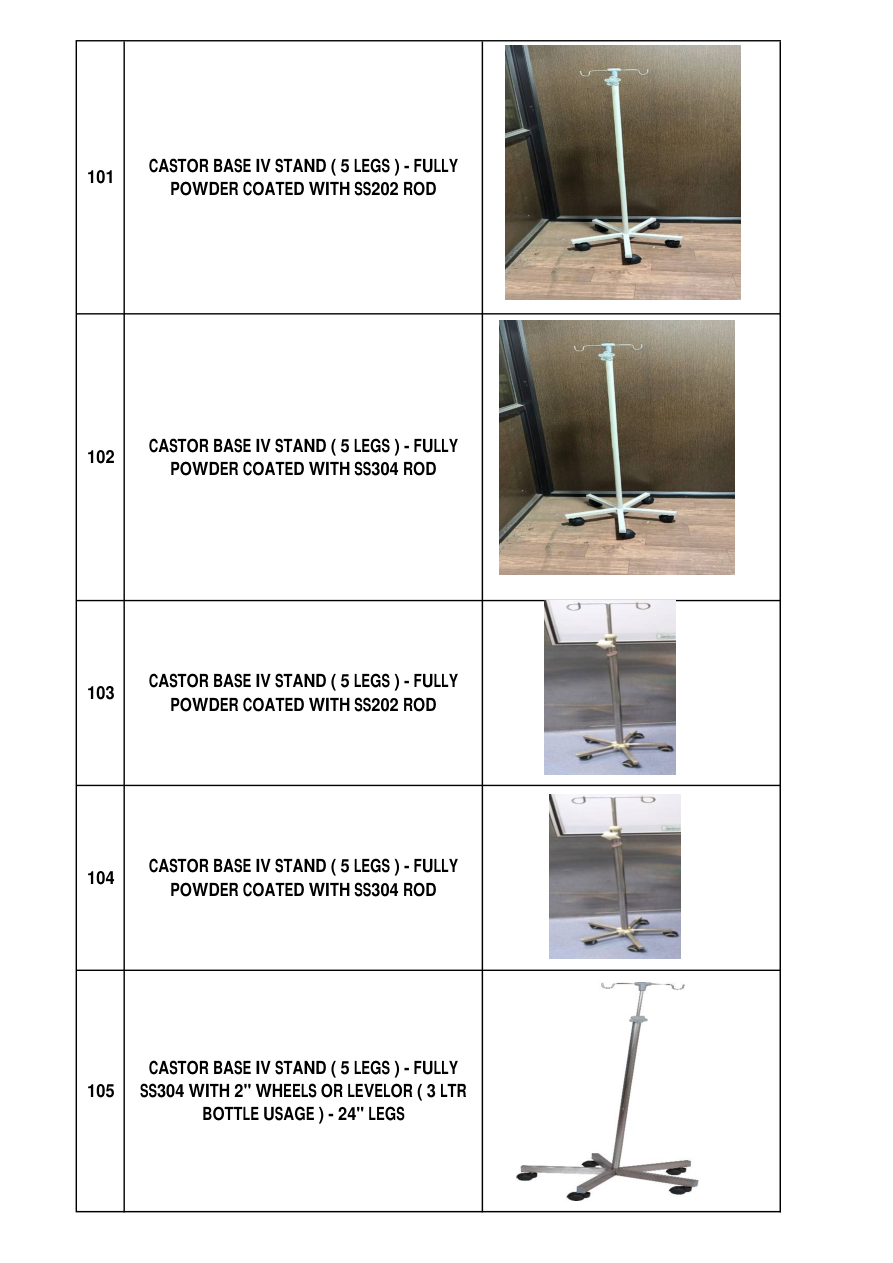 101
CASTOR BASE IV STAND ( 5 LEGS ) - FULLY
POWDER COATED WITH SS202 ROD
102
CASTOR BASE IV STAND ( 5 LEGS ) - FULLY
POWDER COATED WITH SS304 ROD
103
CASTOR BASE IV STAND ( 5 LEGS ) - FULLY
POWDER COATED WITH SS202 ROD
104
CASTOR BASE IV STAND ( 5 LEGS ) - FULLY
POWDER COATED WITH SS304 ROD
105
CASTOR BASE IV STAND ( 5 LEGS ) - FULLY
SS304 WITH 2" WHEELS OR LEVELOR ( 3 LTR
BOTTLE USAGE ) - 24" LEGS